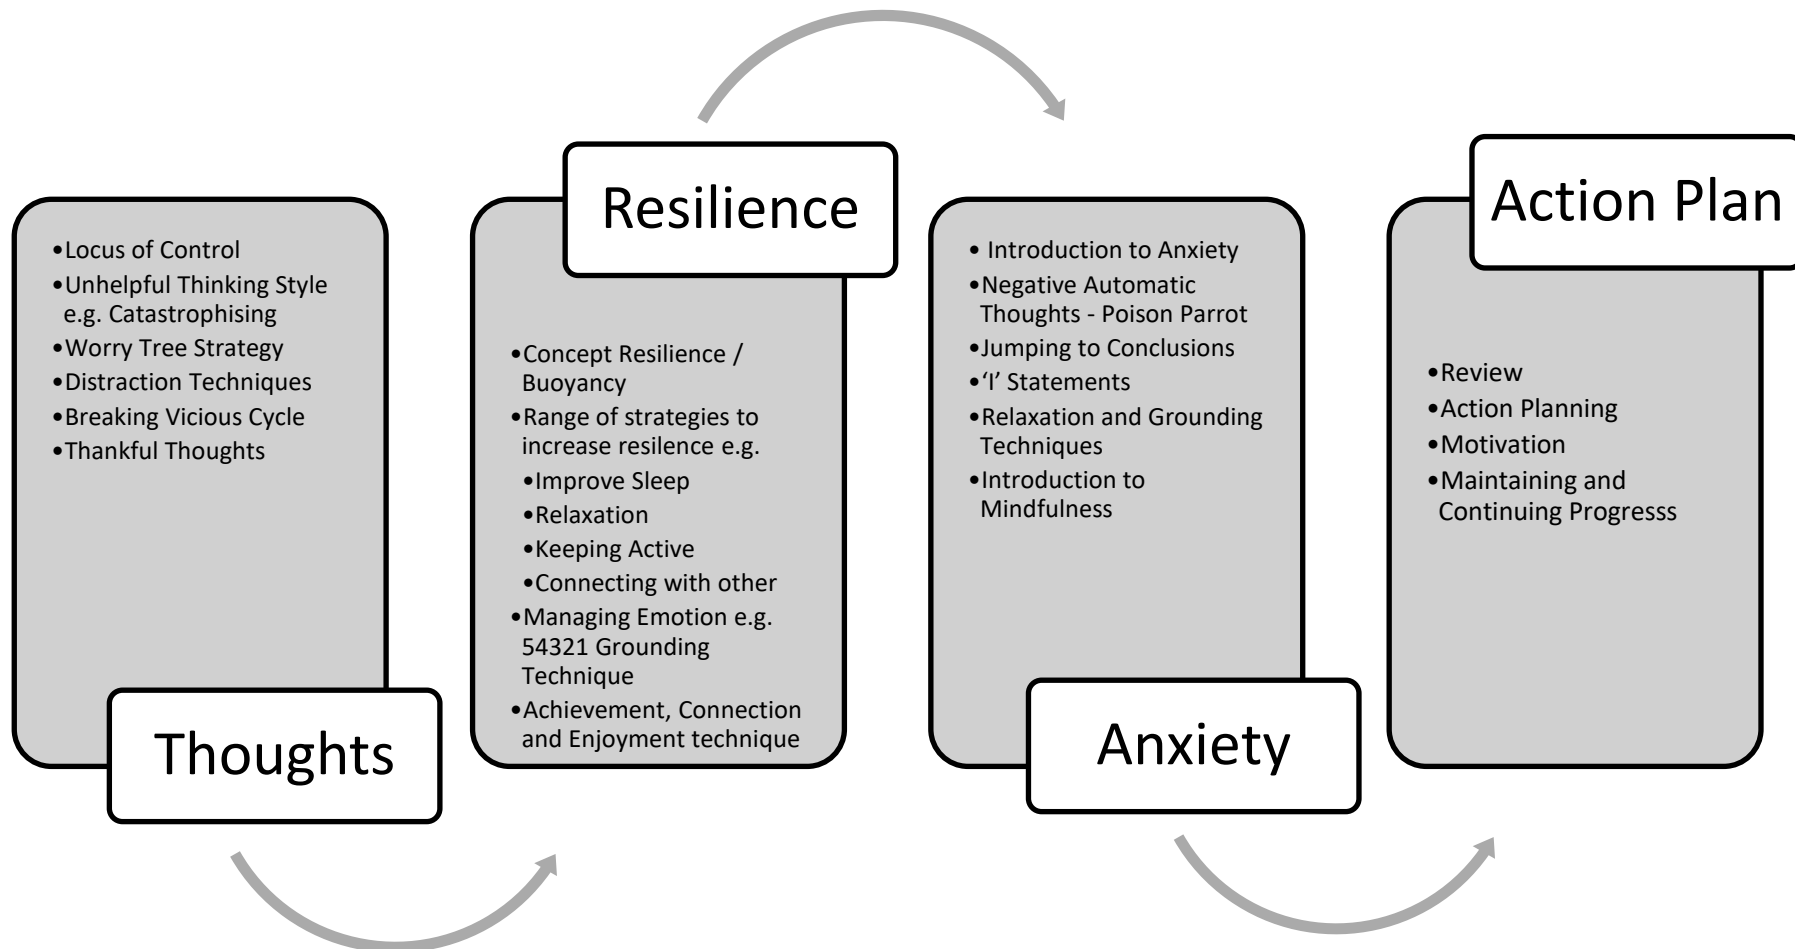 •Locus of Control
•Unhelpful Thinking Style
e.g. Catastrophising
•Worry Tree Strategy
•Distraction Techniques
•Breaking Vicious Cycle
•Thankful Thoughts
Thoughts
Resilience
•Concept Resilience /
Buoyancy
•Range of strategies to
increase resilence e.g.
•Improve Sleep
•Relaxation
•Keeping Active
•Connecting with other
•Managing Emotion e.g.
54321 Grounding
Technique
•Achievement, Connection
and Enjoyment technique
• Introduction to Anxiety
•Negative Automatic
Thoughts - Poison Parrot
•Jumping to Conclusions
•‘I’ Statements
•Relaxation and Grounding
Techniques
•Introduction to
Mindfulness
Anxiety
Action Plan
•Review
•Action Planning
•Motivation
•Maintaining and
Continuing Progresss